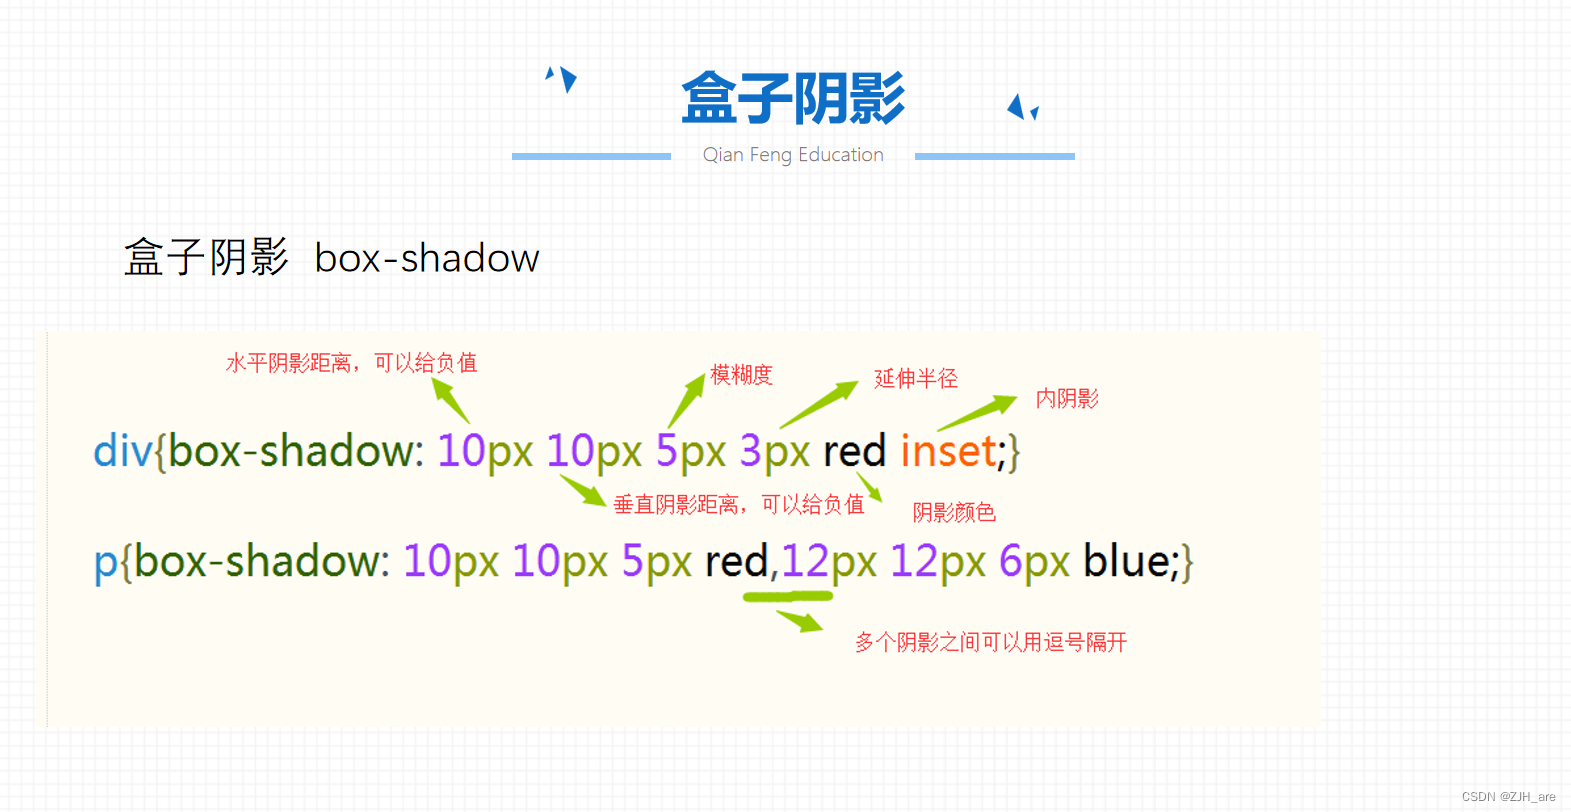 盒子阴影
Qian Feng Education
盒子阴影 box-shadow
水平阴影距离，可以给负值
模糊度
延伸半径
内阴影
div{box-shadow: 10px 10px 5px 3px red inset;}
垂直阴影距离，可以给负值
阴影颜色
p{box-shadow: 10px 10px 5px red,12px 12px 6px blue;}
多个阴影之间可以用逗号隔开
CSDN @ZJH_are